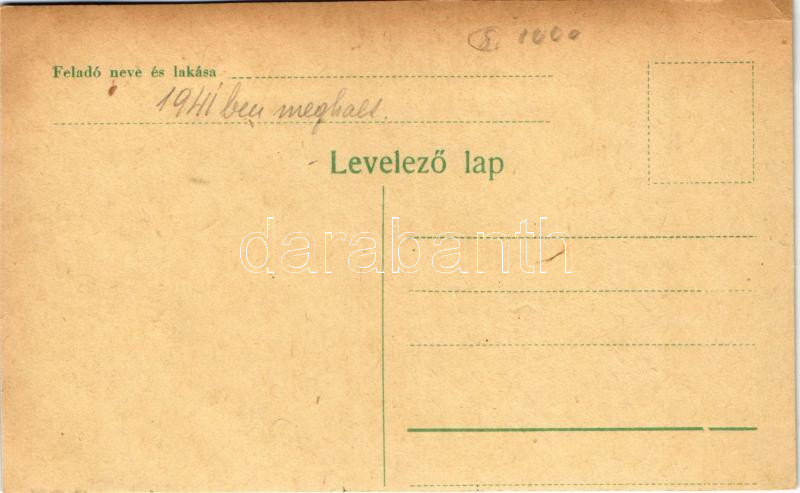 1000
Feladó neve és lakása
1941 ben meghalt.
Levelező lap
darabanth